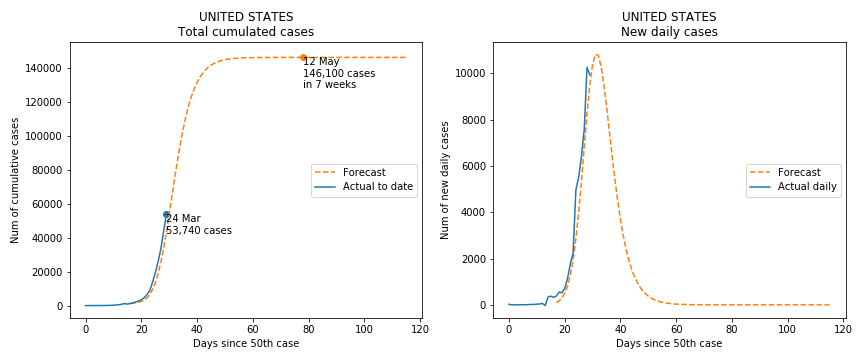 UNITED STATES
Total cumulated cases
Num of cumulative cases
140000
120000
100000
80000
60000
40000
20000
0
12 May
146,100 cases
in 7 weeks
Forecast
Actual to date
24 Mar
53,740 cases
0 20 40 60 80 100 120
Days since 50th case
UNITED STATES
New daily cases
Num of new daily cases
10000
8000
6000
4000
2000
0
Forecast
Actual daily
0 20 40 60 80 100 120
Days since 50th case